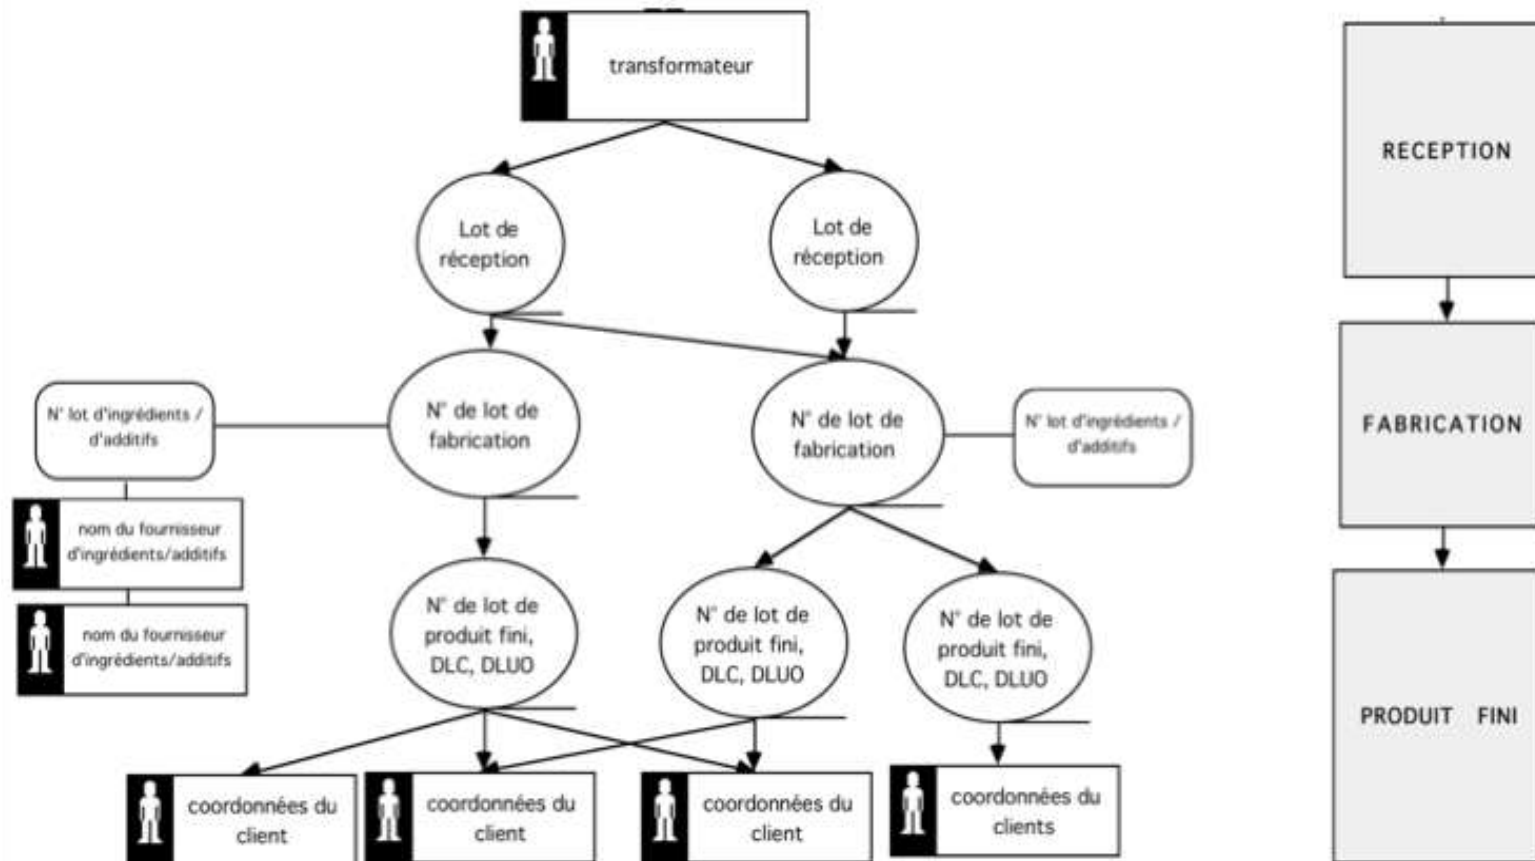 transformateur
RECEPTION
Lot de
réception
Lot de
réception
N° lot d'ingrédients /
d'additifs
N° de lot de
fabrication
N° de lot de
fabrication
N° lot d'ingrédients /
d'additifs
FABRICATION
nom du fournisseur
d'ingrédients/additifs
nom du fournisseur
d'ingrédients/additifs
N° de lot de
produit fini,
DLC, DLUO
N° de lot de
produit fini,
DLC, DLUO
N° de lot de
produit fini,
DLC, DLUO
PRODUIT FINI
coordonnées du
client
coordonnées du
client
coordonnées du
client
coordonnées du
clients